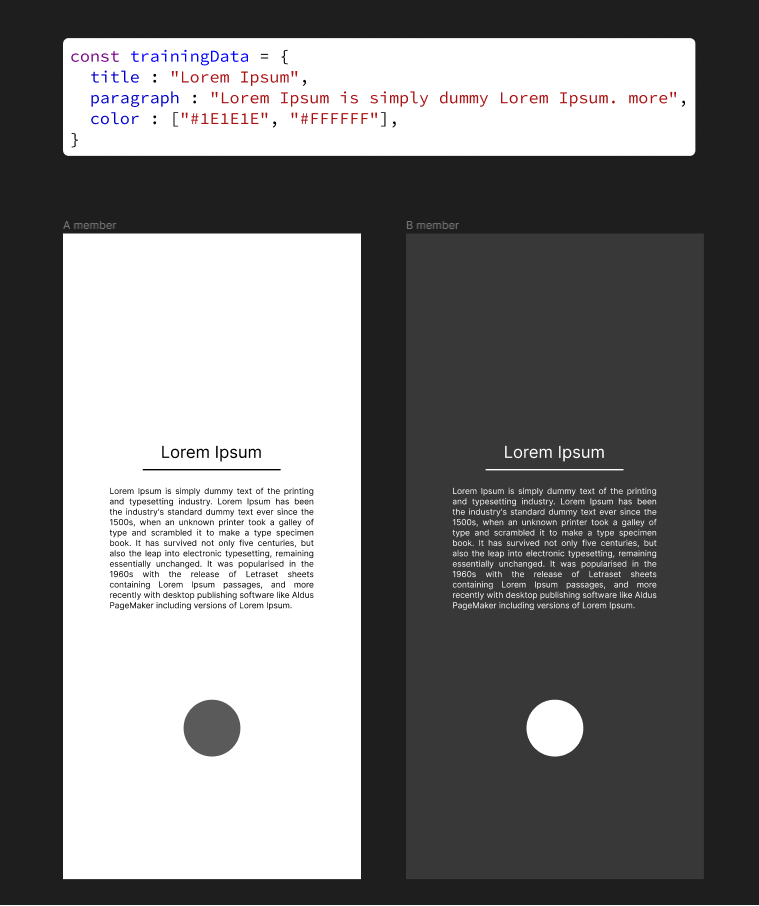 const trainingData = {
title : "Lorem Ipsum",
paragraph : "Lorem Ipsum is simply dummy Lorem Ipsum. more",
color : ["#1E1E1E", "#FFFFFF"],
}
A member
Lorem Ipsum
Lorem Ipsum is simply dummy text of the printing
and typesetting industry. Lorem Ipsum has been
the industry's standard dummy text ever since the
1500s, when an unknown printer took a galley of
type and scrambled it to make a type specimen
book. It has survived not only five centuries, but
also the leap into electronic typesetting, remaining
essentially unchanged. It was popularised in the
1960s with the release of Letraset sheets
containing Lorem Ipsum passages, and more
recently with desktop publishing software like Aldus
PageMaker including versions of Lorem Ipsum.
B member
Lorem Ipsum
Lorem Ipsum is simply dummy text of the printing
and typesetting industry. Lorem Ipsum has been
the industry's standard dummy text ever since the
1500s, when an unknown printer took a galley of
type and scrambled it to make a type specimen
book. It has survived not only five centuries, but
also the leap into electronic typesetting, remaining
essentially unchanged. It was popularised in the
1960s with the release of Letraset sheets
containing Lorem Ipsum passages, and more
recently with desktop publishing software like Aldus
PageMaker including versions of Lorem Ipsum.